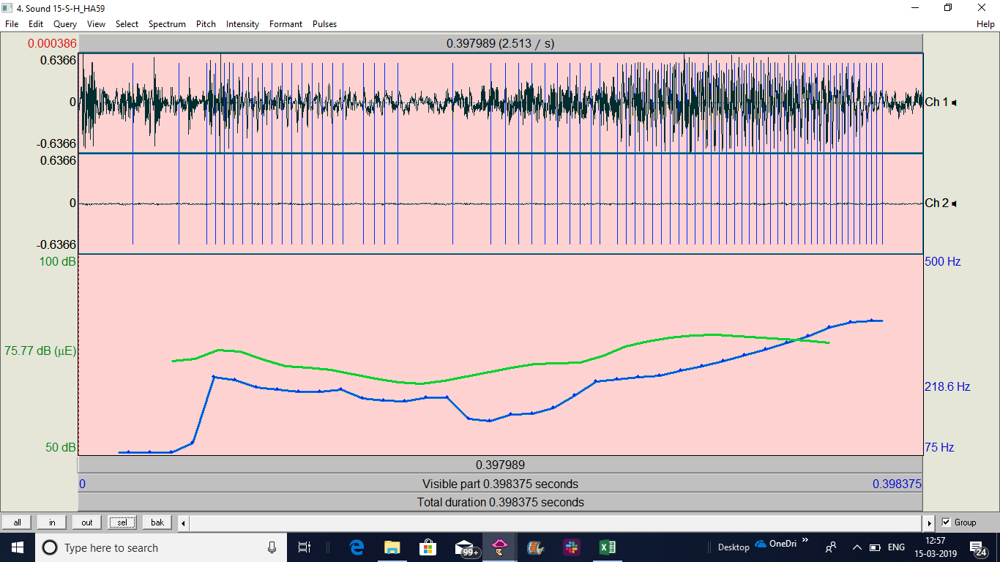 4. Sound 15-S-H_HA59
File Edit Query View Select Spectrum Pitch Intensity Formant Pulses Help
0.000386 0.397989 (2.513 / s)
0.6366
0 Ch 1
-0.6366
0.6366
0 Ch 2
-0.6366
100 dB 500 Hz
75.77 dB (µE)
218.6 Hz
50 dB 75 Hz
0.397989
0 Visible part 0.398375 seconds 0.398375
Total duration 0.398375 seconds
all in out sel bak Group
Type here to search 99+ Desktop OneDri ENG 12:57
15-03-2019 24